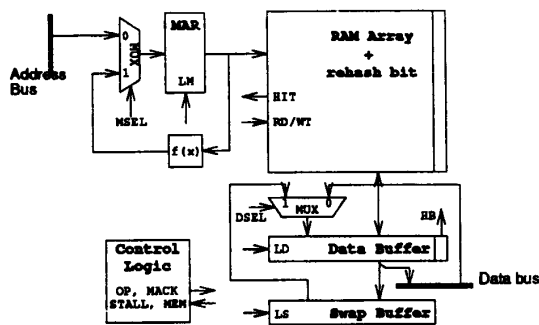 MAR
RAM Array
+
rehash bit
0
MUX
1
LM
Address
Bus
HIT
MSEL
RD/WT
f(x)
1
0
MUX
DSEL
HB
Control
Logic
LD
Data Buffer
OP, MACK
STALL, MEM
Data bus
LS
Swap Buffer